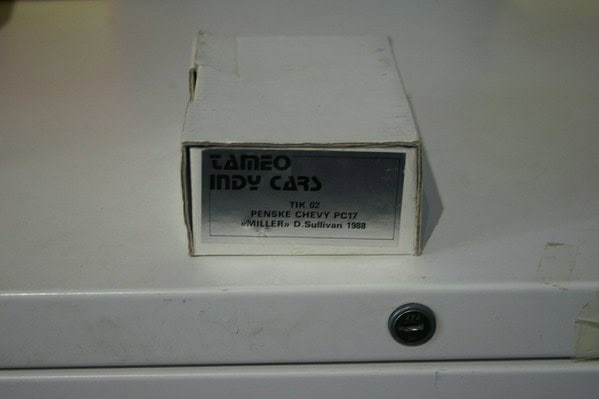 TAMEO
INDY CARS
TIK 02
PENSKE CHEVY PC17
»MILLER» D.Sullivan 1988